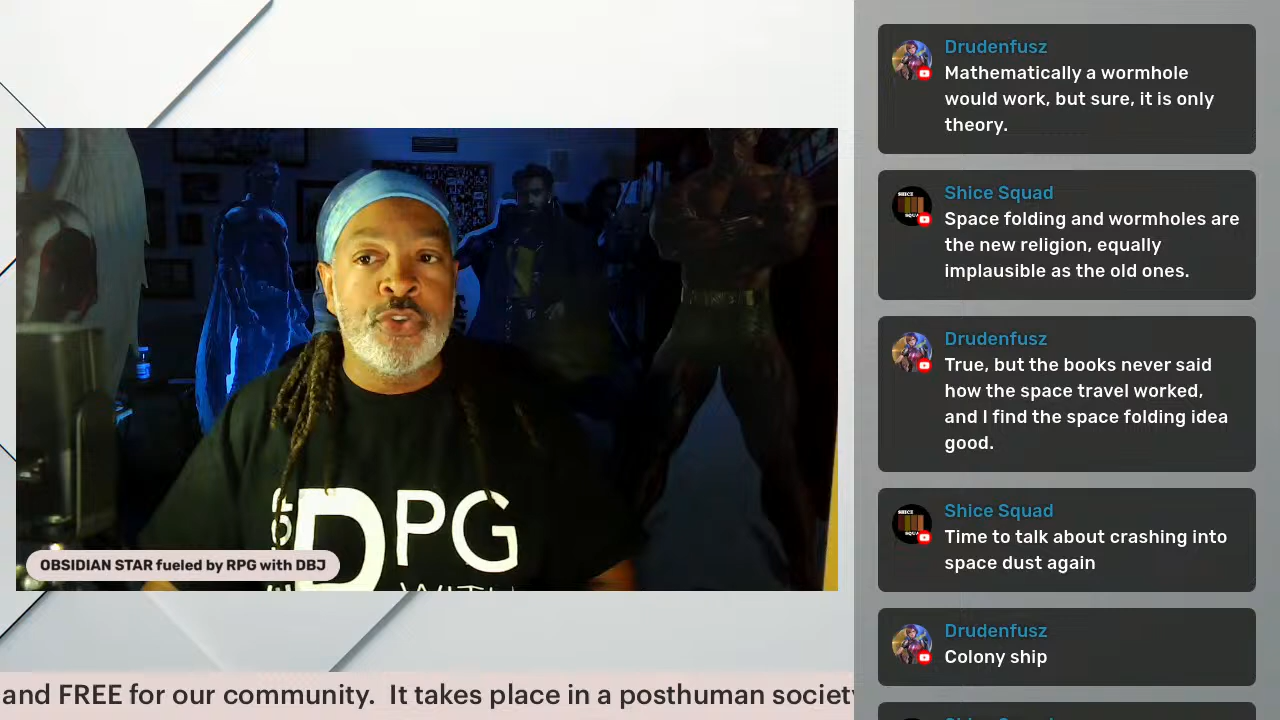 Drudenfusz
Mathematically a wormhole
would work, but sure, it is only
theory.
Shice Squad
Space folding and wormholes are
the new religion, equally
implausible as the old ones.
Drudenfusz
True, but the books never said
how the space travel worked,
and I find the space folding idea
good.
Shice Squad
Time to talk about crashing into
space dust again
Drudenfusz
Colony ship
DPG
OBSIDIAN STAR fueled by RPG with DBJ
and FREE for our community. It takes place in a posthuman society